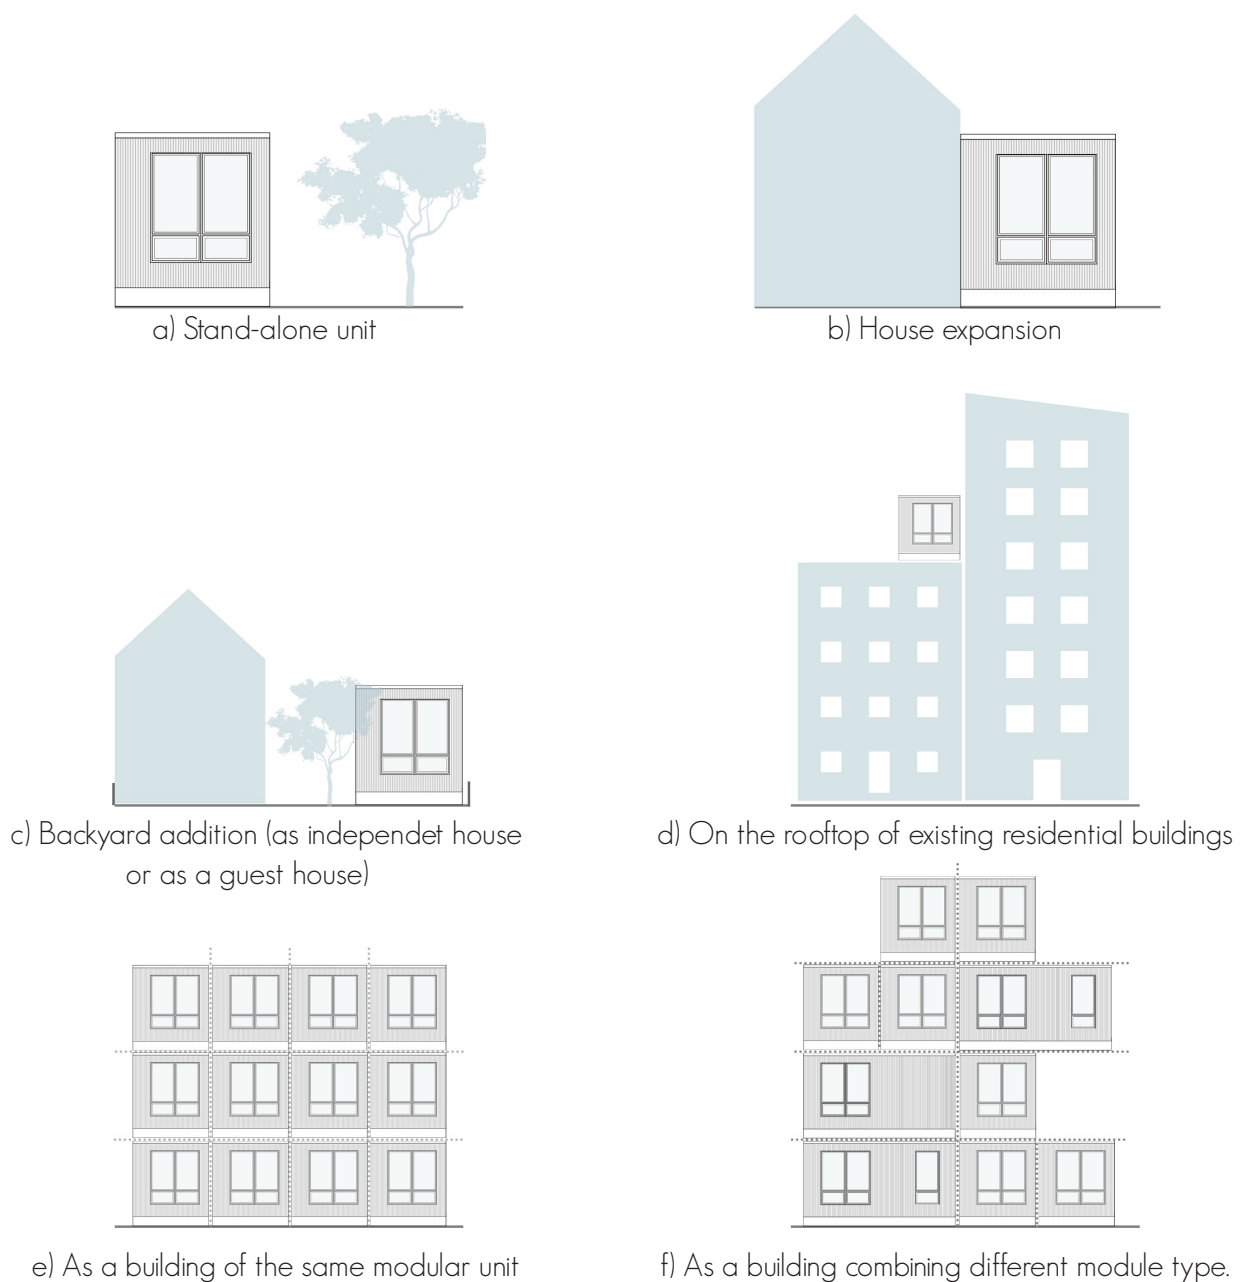 a) Stand-alone unit
b) House expansion
c) Backyard addition (as independet house
or as a guest house)
d) On the rooftop of existing residential buildings
e) As a building of the same modular unit
f) As a building combining different module type.